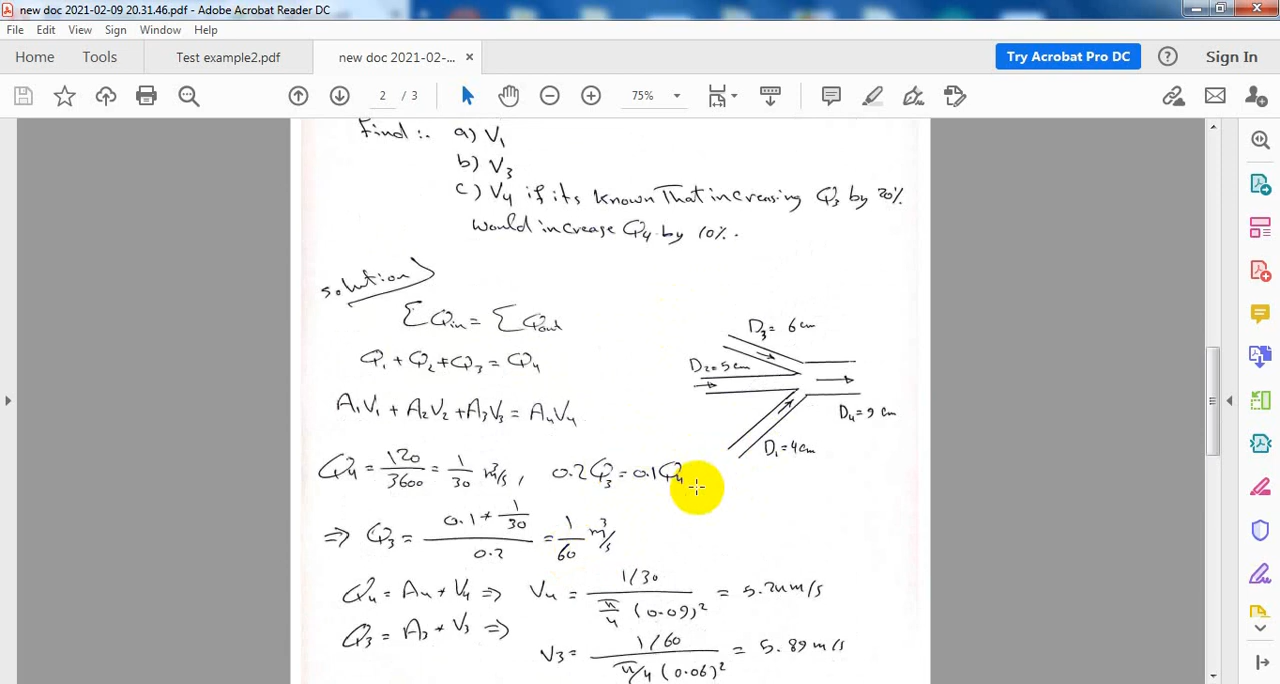 new doc 2021-02-09 20.31.46.pdf - Adobe Acrobat Reader DC
File Edit View Sign Window Help
Home Tools Test example2.pdf new doc 2021-02-... × Try Acrobat Pro DC Sign In
2 / 3 75%
Find :. a) V₁
b) V₃
c) V₄ if its known That increasing Q₃ by 20%
would increase Q₄ by 10%.
solution
ΣQin = ΣQout
Q₁ + Q₂ + Q₃ = Q₄
A₁V₁ + A₂V₂ + A₃V₃ = A₄V₄
D₃ = 6 cm
D₂ = 5 cm
D₄ = 9 cm
D₁ = 4 cm
Q₄ = 120/3600 = 1/30 m³/s, 0.2Q₃ = 0.1Q₄
⇒ Q₃ = (0.1 * 1/30)/0.2 = 1/60 m³/s
Q₄ = A₄ * V₄ ⇒ V₄ = (1/30)/(π/4 (0.09)²) = 5.24 m/s
Q₃ = A₃ * V₃ ⇒
V₃ = (1/60)/(π/4 (0.06)²) = 5.89 m/s